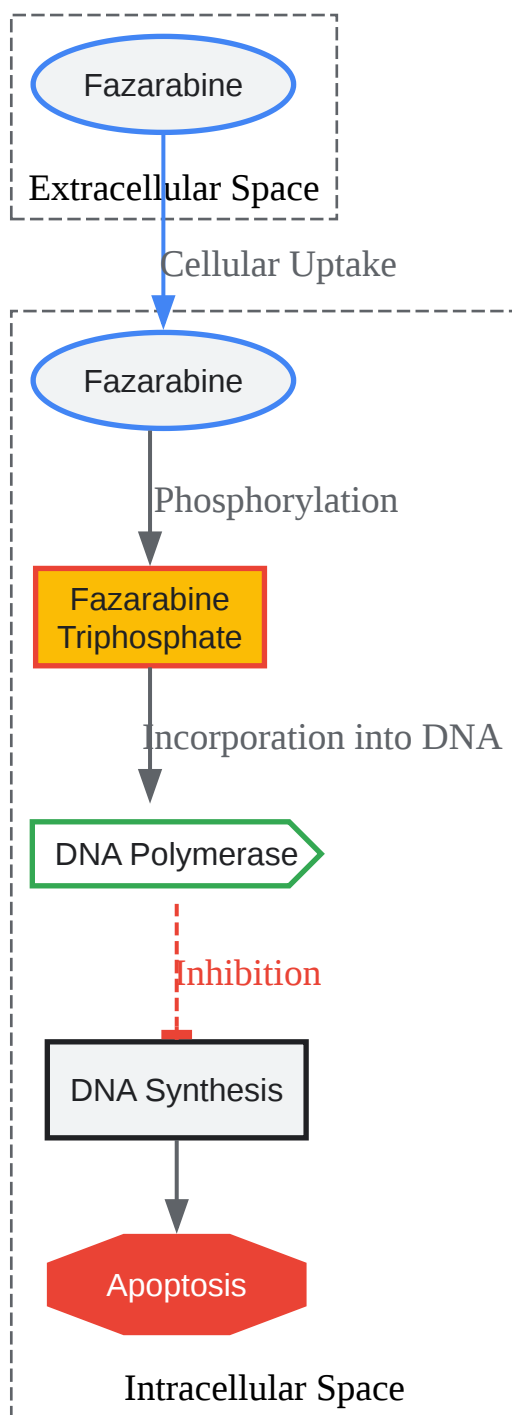 Fazarabine
Extracellular Space
Cellular Uptake
Fazarabine
Phosphorylation
Fazarabine
Triphosphate
Incorporation into DNA
DNA Polymerase
Inhibition
DNA Synthesis
Apoptosis
Intracellular Space